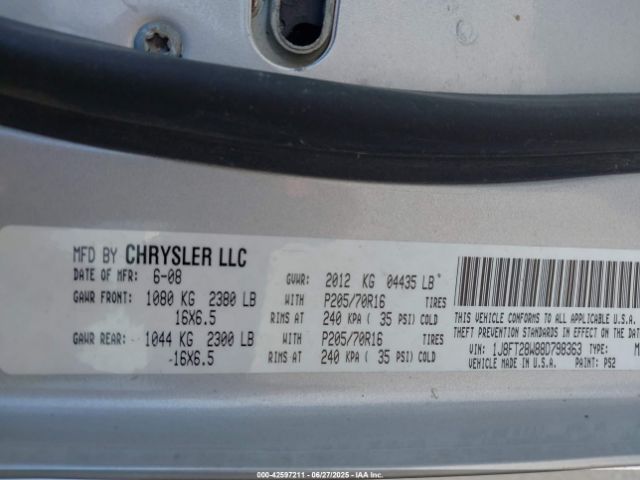 MFD BY CHRYSLER LLC
DATE OF MFR: 6-08 GVWR: 2012 KG 04435 LB*
GAWR FRONT: 1080 KG 2380 LB WITH P205/70R16 TIRES
16X6.5 RIMS AT 240 KPA ( 35 PSI) COLD
GAWR REAR: 1044 KG 2300 LB WITH P205/70R16 TIRES
-16X6.5 RIMS AT 240 KPA ( 35 PSI) COLD
THIS VEHICLE CONFORMS TO ALL APPLICABLE U.S.A.
THEFT PREVENTION STANDARDS IN EFFECT ON THE DA
VIN: 1J8FT28W88D798363 TYPE: M
VEHICLE MADE IN U.S.A. PAINT: PS2
000-42597211 - 06/27/2025 - IAAI Inc.